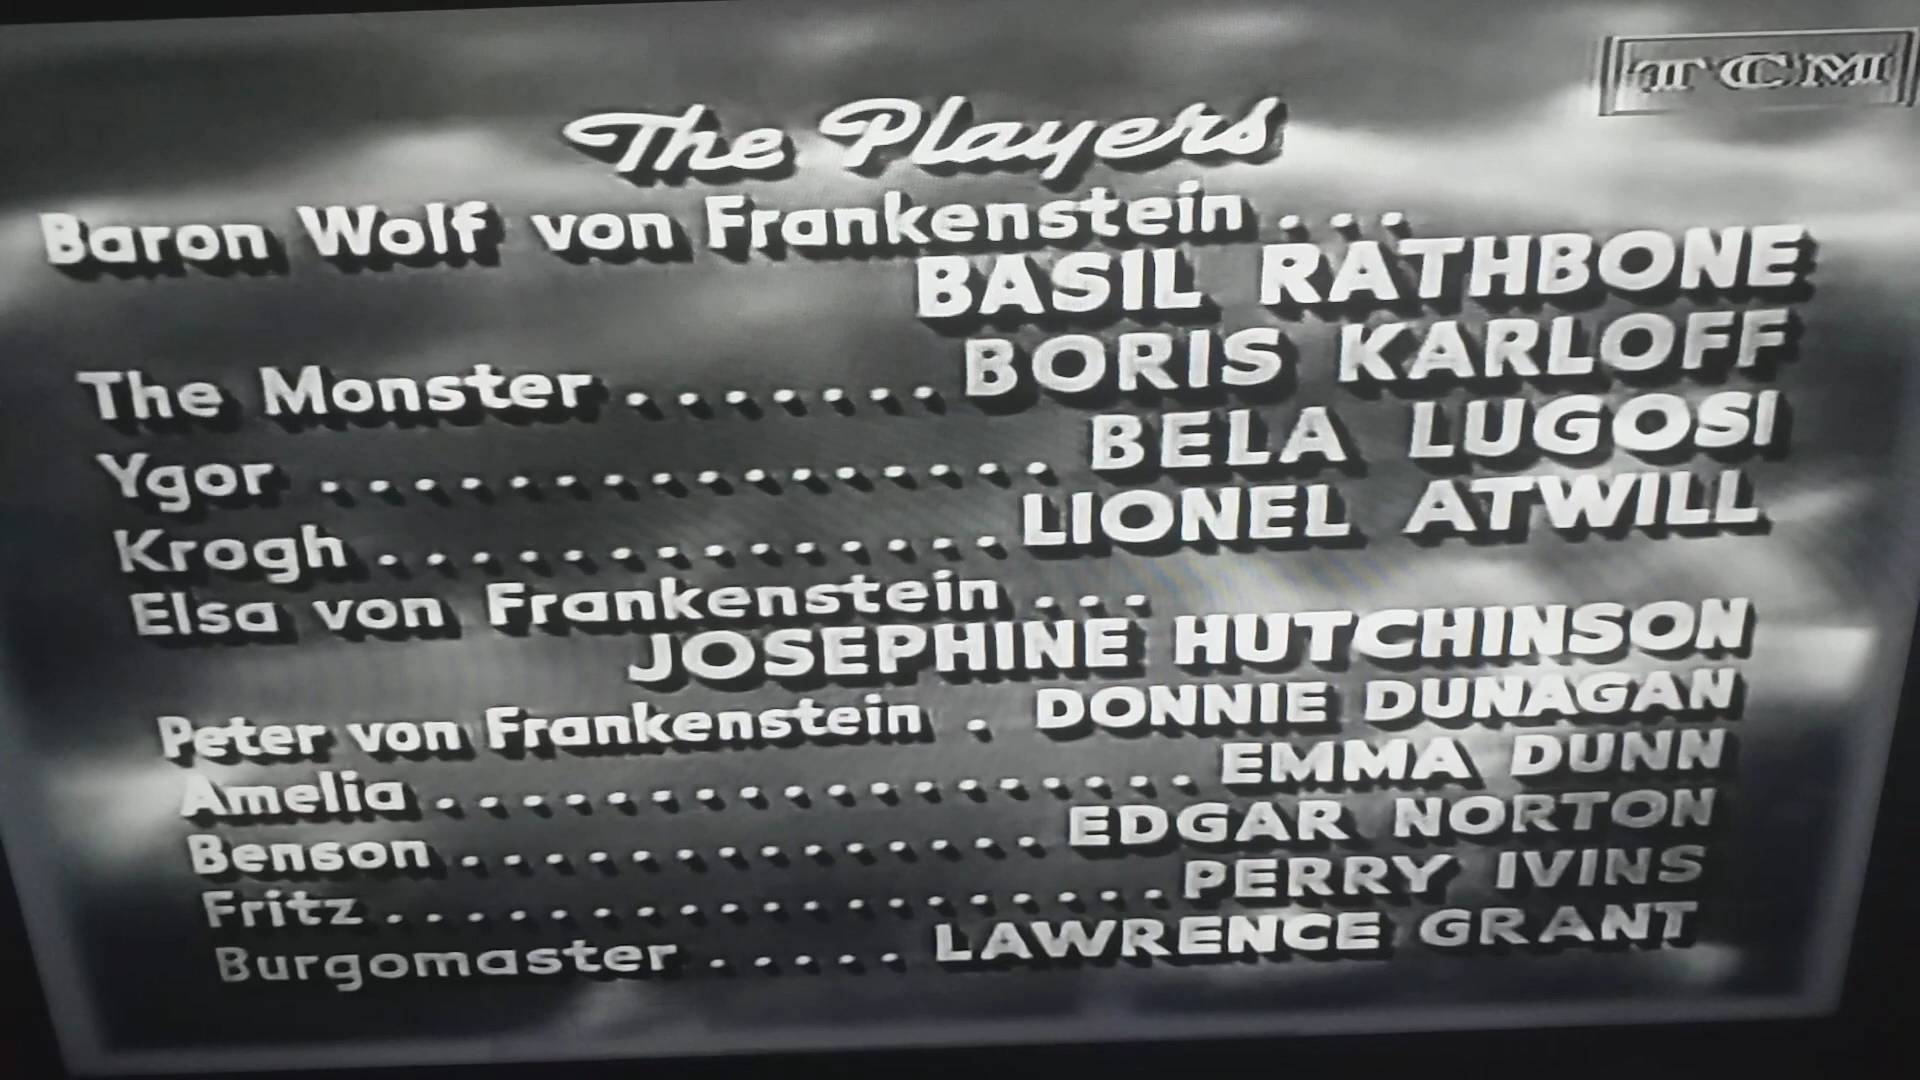 TCM
The Players
Baron Wolf von Frankenstein . . .
BASIL RATHBONE
The Monster . . . . . . . . BORIS KARLOFF
Ygor . . . . . . . . . . . . . . . . . BELA LUGOSI
Krogh . . . . . . . . . . . . . . LIONEL ATWILL
Elsa von Frankenstein . . .
JOSEPHINE HUTCHINSON
Peter von Frankenstein . DONNIE DUNAGAN
Amelia . . . . . . . . . . . . . . . . . . EMMA DUNN
Benson . . . . . . . . . . . . . . EDGAR NORTON
Fritz . . . . . . . . . . . . . . . . . . PERRY IVINS
Burgomaster . . . . . LAWRENCE GRANT